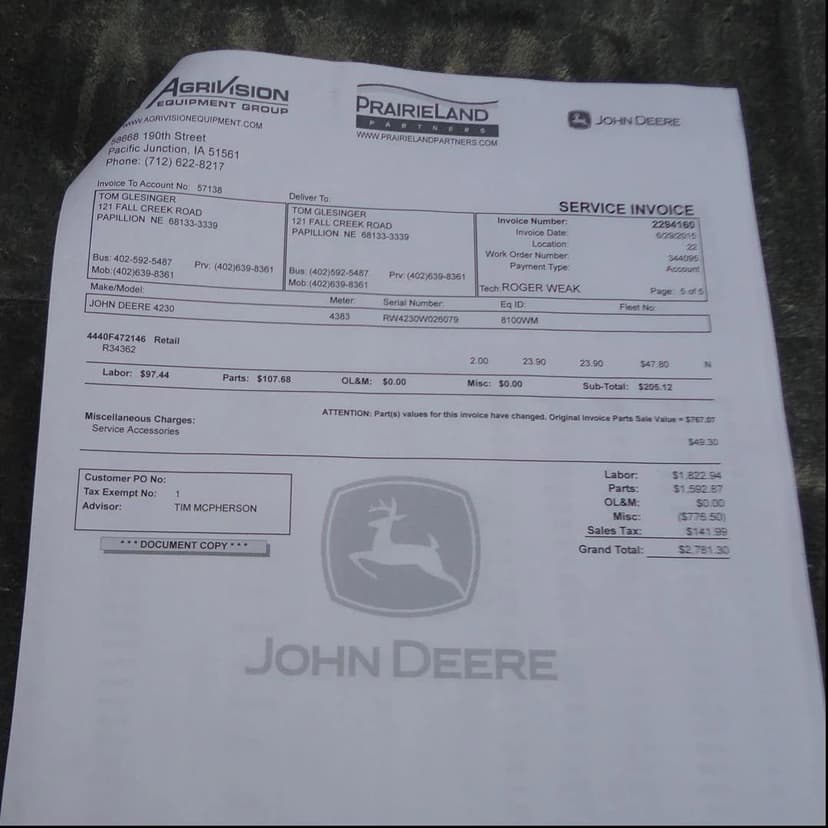 AGRIVISION
EQUIPMENT GROUP
WWW.AGRIVISIONEQUIPMENT.COM
58668 190th Street
Pacific Junction, IA 51561
Phone: (712) 622-8217
PRAIRIELAND
PARTNERS
WWW.PRAIRIELANDPARTNERS.COM
JOHN DEERE
Invoice To Account No: 57138
TOM GLESINGER
121 FALL CREEK ROAD
PAPILLION NE 68133-3339
Bus: 402-592-5487
Prv: (402)639-8361
Mob:(402)639-8361
Deliver To:
TOM GLESINGER
121 FALL CREEK ROAD
PAPILLION NE 68133-3339
Bus: (402)592-5487
Prv: (402)639-8361
Mob:(402)639-8361
SERVICE INVOICE
Invoice Number: 2294160
Invoice Date: 6/29/2015
Location: 22
Work Order Number: 344095
Payment Type: Account
Tech: ROGER WEAK
Page: 5 of 5
Make/Model: Meter: Serial Number: Eq ID: Fleet No:
JOHN DEERE 4230 4383 RW4230W026079 8100WM
4440F472146 Retail
R34362 2.00 23.90 23.90 $47.80 N
Labor: $97.44 Parts: $107.68 OL&M: $0.00 Misc: $0.00 Sub-Total: $205.12
ATTENTION: Part(s) values for this invoice have changed. Original Invoice Parts Sale Value = $767.07
Miscellaneous Charges:
Service Accessories $49.30
Customer PO No:
Tax Exempt No: 1
Advisor: TIM MCPHERSON
*** DOCUMENT COPY ***
Labor: $1,822.94
Parts: $1,592.87
OL&M: $0.00
Misc: ($776.50)
Sales Tax: $141.99
Grand Total: $2,781.30
JOHN DEERE